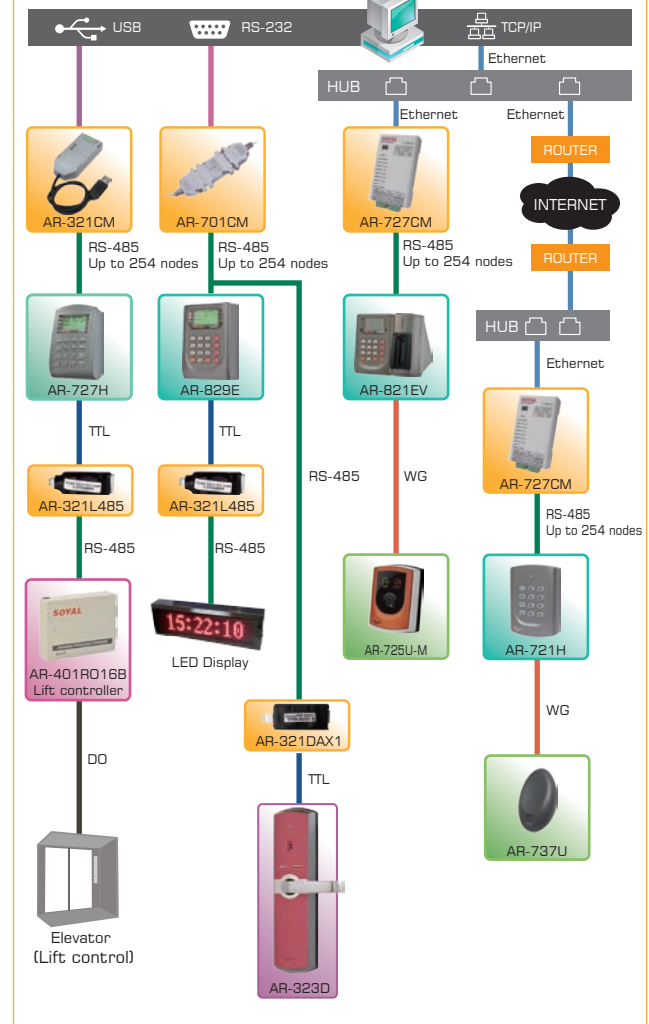 USB
RS-232
TCP/IP
Ethernet
HUB
Ethernet
Ethernet
ROUTER
INTERNET
ROUTER
HUB
Ethernet
AR-321CM
RS-485
Up to 254 nodes
AR-727H
TTL
AR-321L485
RS-485
SOYAL
AR-401RO16B
Lift controller
DO
Elevator
(Lift control)
AR-701CM
RS-485
Up to 254 nodes
AR-829E
TTL
AR-321L485
RS-485
15:22:10
LED Display
RS-485
AR-321DAX1
TTL
AR-323D
AR-727CM
RS-485
Up to 254 nodes
AR-821EV
WG
AR-725U-M
SOYAL
AR-727CM
RS-485
Up to 254 nodes
AR-721H
WG
AR-737U